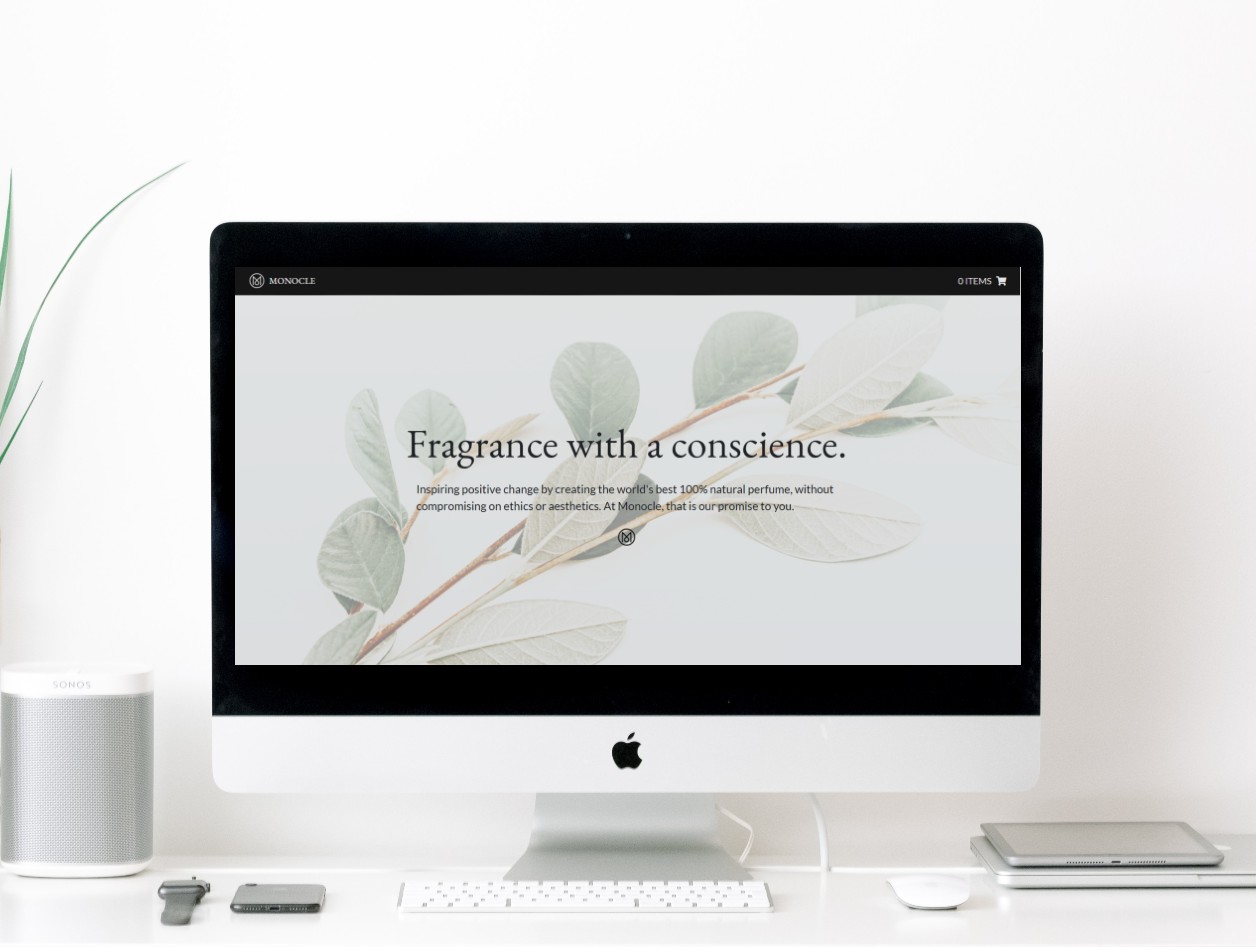 MONOCLE
0 ITEMS
Fragrance with a conscience.
Inspiring positive change by creating the world's best 100% natural perfume, without
compromising on ethics or aesthetics. At Monocle, that is our promise to you.
SONOS